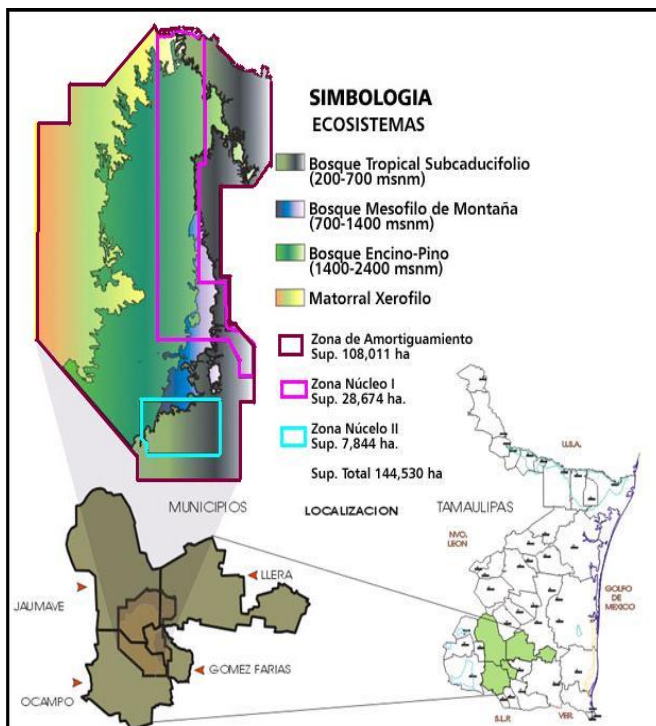 SIMBOLOGIA
ECOSISTEMAS
Bosque Tropical Subcaducifolio
(200-700 msnm)
Bosque Mesofilo de Montaña
(700-1400 msnm)
Bosque Encino-Pino
(1400-2400 msnm)
Matorral Xerofilo
Zona de Amortiguamiento
Sup. 108,011 ha
Zona Núcleo I
Sup. 28,674 ha.
Zona Núcelo II
Sup. 7,844 ha.
Sup. Total 144,530 ha
MUNICIPIOS
LOCALIZACION
TAMAULIPAS
U.S.A.
NVO.
LEON
GOLFO
DE
MEXICO
S.L.P.
VER.
LLERA
JAUMAVE
GOMEZ FARIAS
OCAMPO